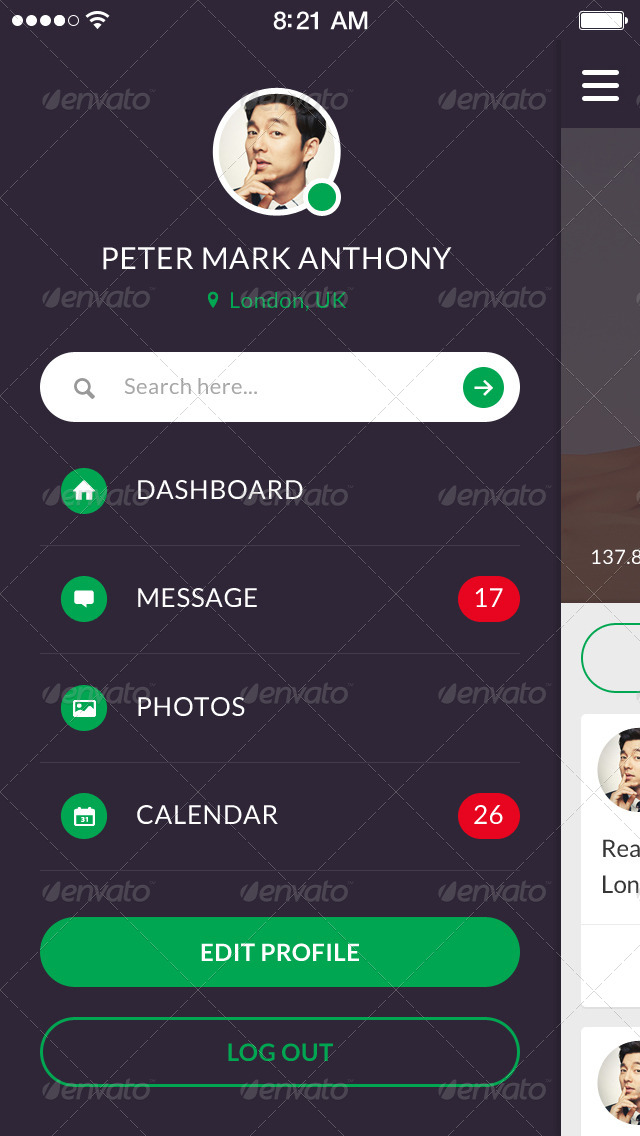 8:21 AM
envato envato envato
PETER MARK ANTHONY
London, UK
envato envato envato
Search here...
DASHBOARD
envato envato envato
137.8
MESSAGE 17
PHOTOS
envato envato envato
CALENDAR 26
31
Rea
Lon
envato envato envato
EDIT PROFILE
LOG OUT
envato envato envato